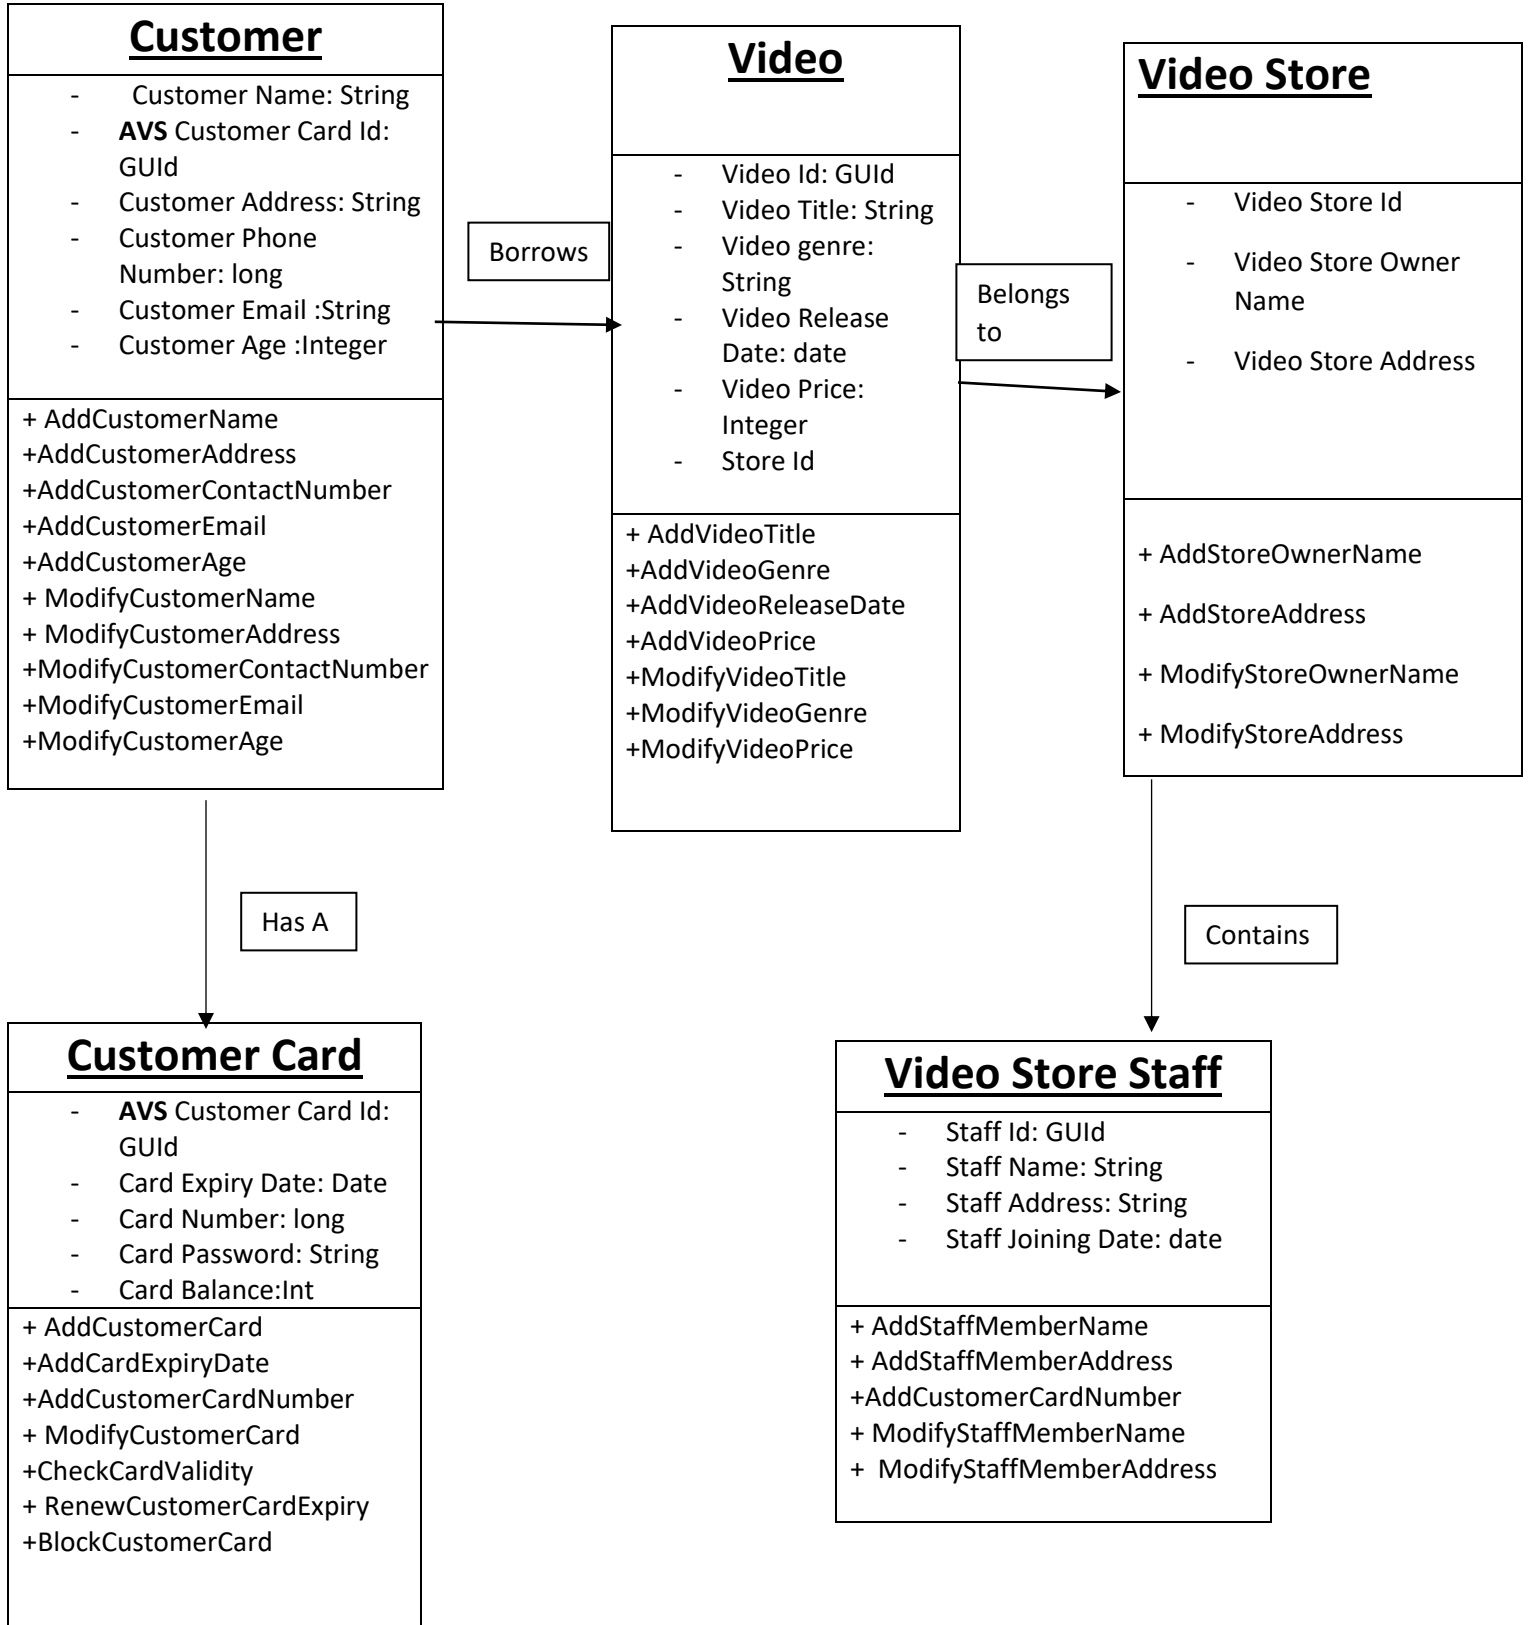 Customer
- Customer Name: String
- AVS Customer Card Id:
GUId
- Customer Address: String
- Customer Phone
Number: long
- Customer Email :String
- Customer Age :Integer
+ AddCustomerName
+AddCustomerAddress
+AddCustomerContactNumber
+AddCustomerEmail
+AddCustomerAge
+ ModifyCustomerName
+ ModifyCustomerAddress
+ModifyCustomerContactNumber
+ModifyCustomerEmail
+ModifyCustomerAge
Borrows
Video
- Video Id: GUId
- Video Title: String
- Video genre:
String
- Video Release
Date: date
- Video Price:
Integer
- Store Id
+ AddVideoTitle
+AddVideoGenre
+AddVideoReleaseDate
+AddVideoPrice
+ModifyVideoTitle
+ModifyVideoGenre
+ModifyVideoPrice
Belongs
to
Video Store
- Video Store Id
- Video Store Owner
Name
- Video Store Address
+ AddStoreOwnerName
+ AddStoreAddress
+ ModifyStoreOwnerName
+ ModifyStoreAddress
Has A
Contains
Customer Card
- AVS Customer Card Id:
GUId
- Card Expiry Date: Date
- Card Number: long
- Card Password: String
- Card Balance:Int
+ AddCustomerCard
+AddCardExpiryDate
+AddCustomerCardNumber
+ ModifyCustomerCard
+CheckCardValidity
+ RenewCustomerCardExpiry
+BlockCustomerCard
Video Store Staff
- Staff Id: GUId
- Staff Name: String
- Staff Address: String
- Staff Joining Date: date
+ AddStaffMemberName
+ AddStaffMemberAddress
+AddCustomerCardNumber
+ ModifyStaffMemberName
+ ModifyStaffMemberAddress